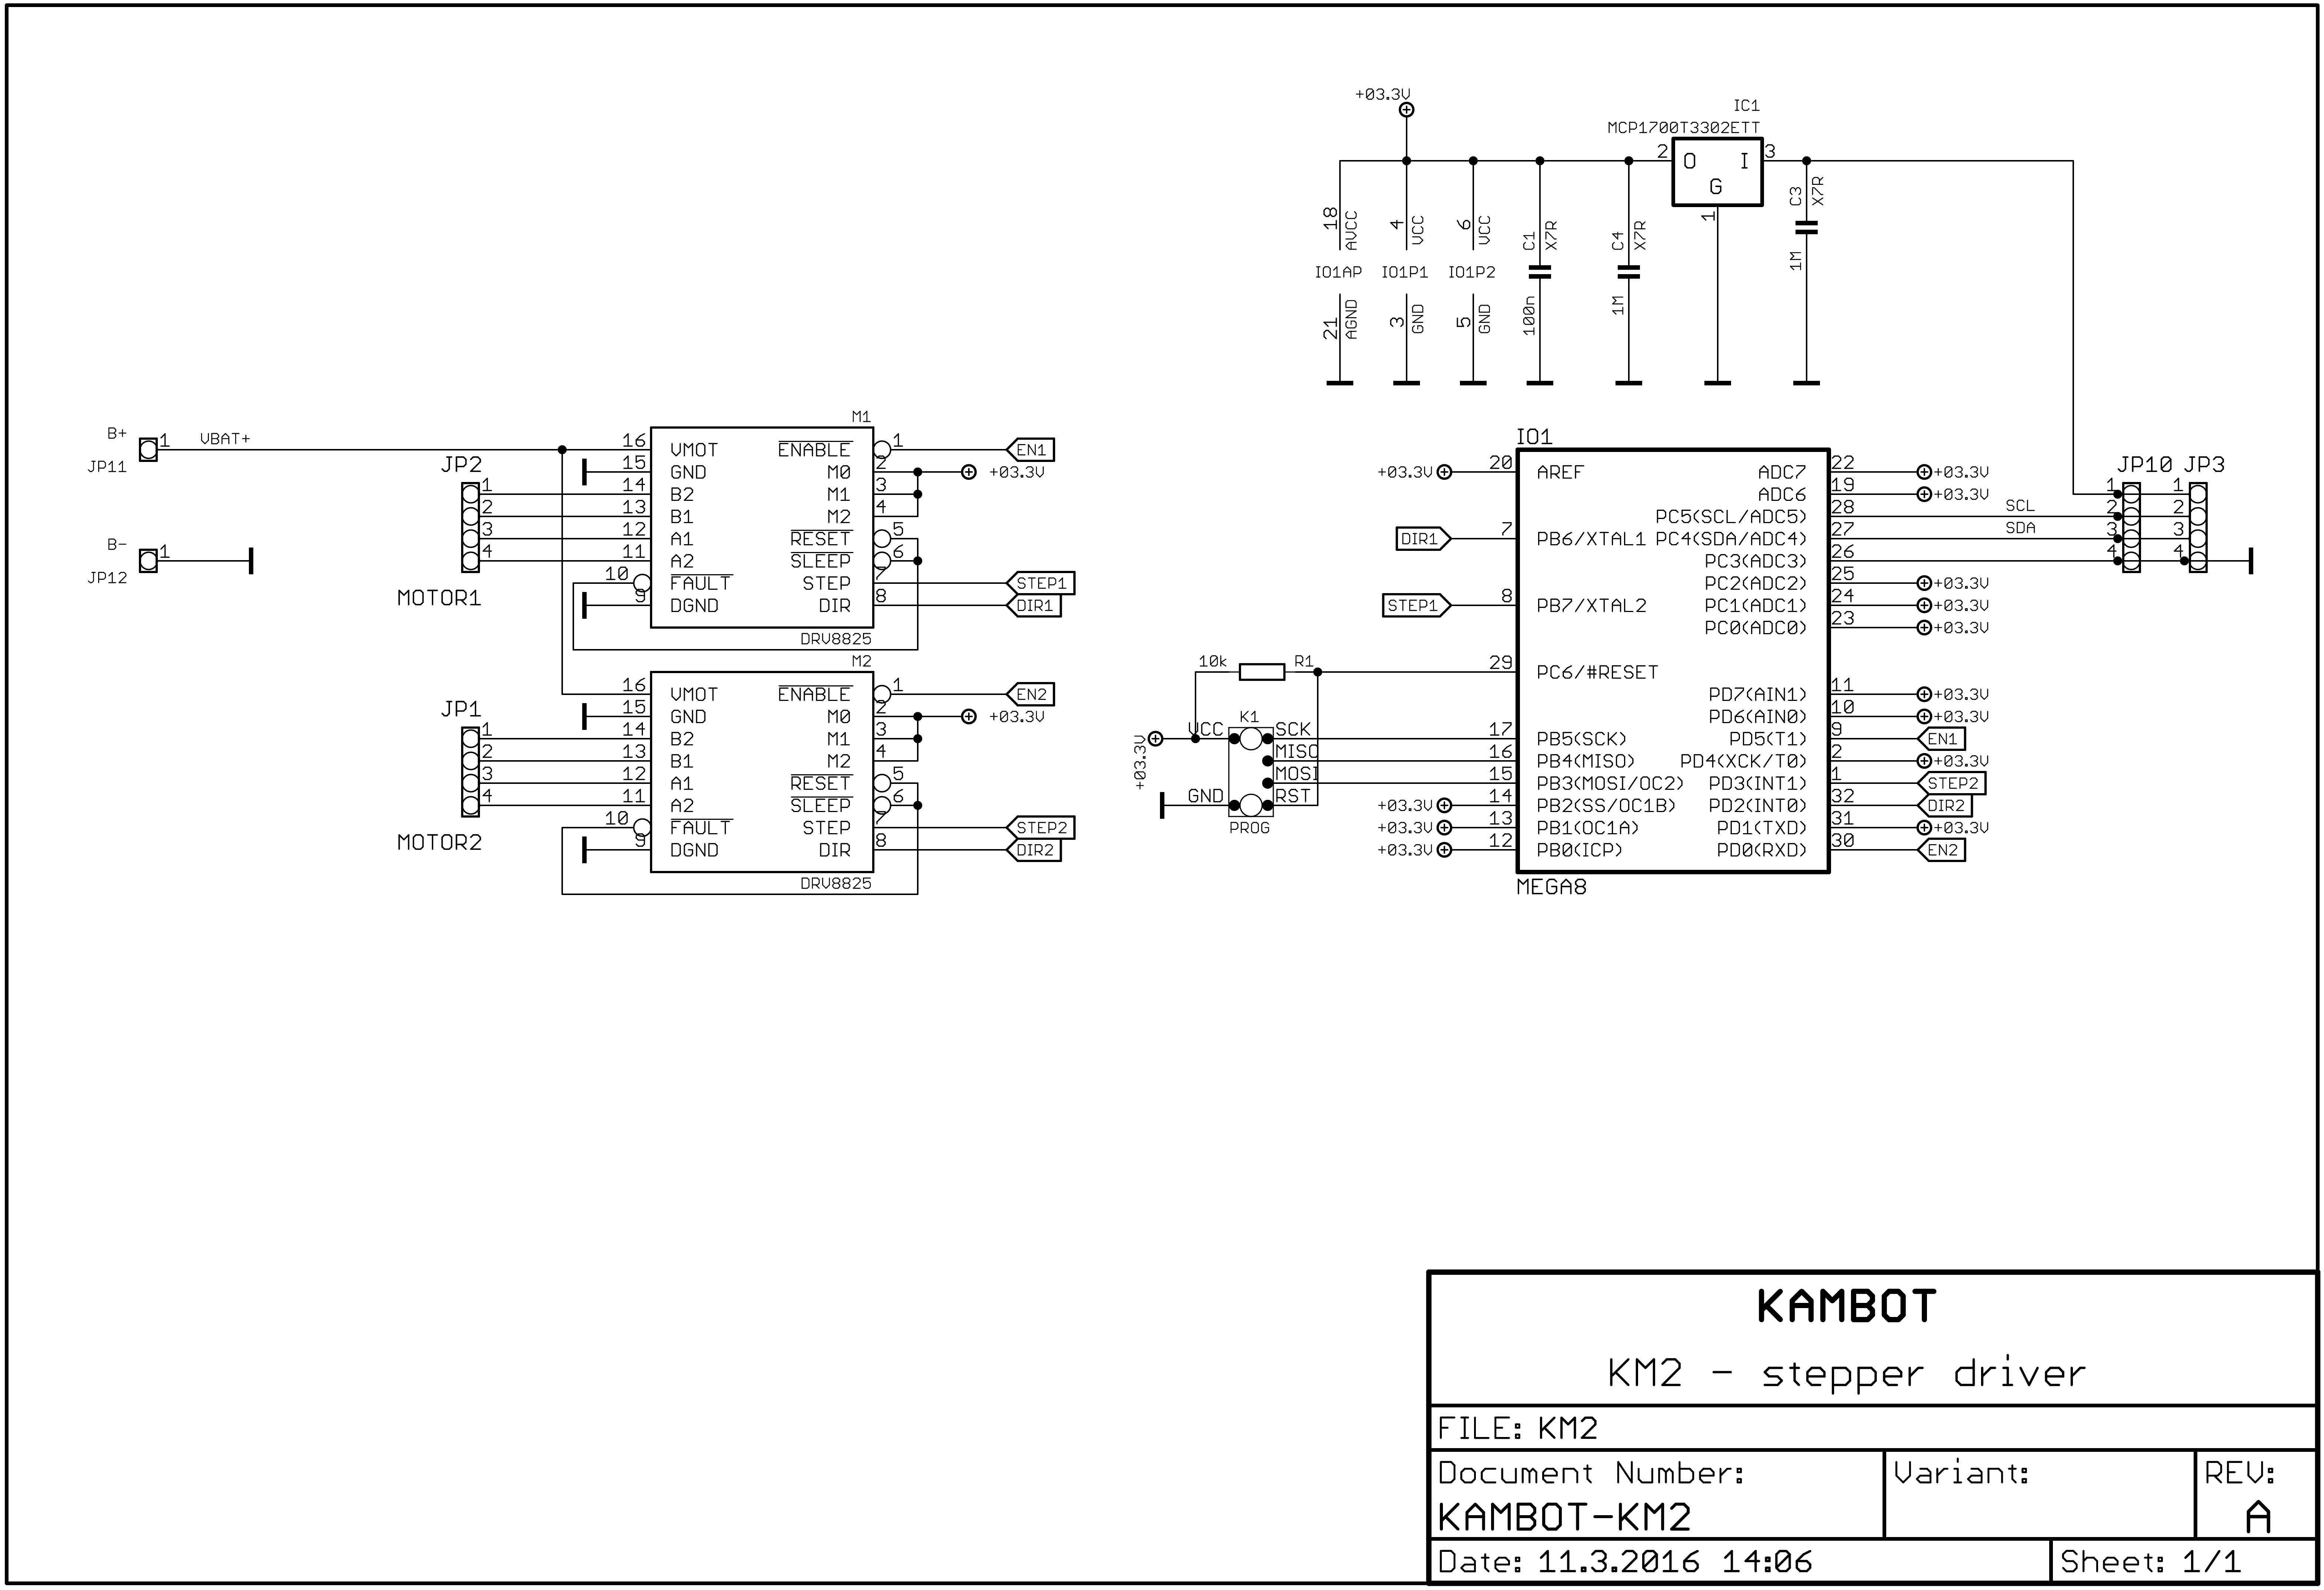 +03.3V
IC1
MCP1700T3302ETT
2 O I 3
G
1
18 AVCC
IO1AP
21 AGND
4 VCC
IO1P1
3 GND
6 VCC
IO1P2
5 GND
C1 X7R
100n
C4 X7R
1M
C3 X7R
1M
B+ 1 VBAT+
JP11
B- 1
JP12
JP2
1
2
3
4
MOTOR1
M1
16 VMOT ENABLE 1 EN1
15 GND M0 2 +03.3V
14 B2 M1 3
13 B1 M2 4
12 A1 RESET 5
11 A2 SLEEP 6
10 FAULT STEP 7 STEP1
9 DGND DIR 8 DIR1
DRV8825
JP1
1
2
3
4
MOTOR2
M2
16 VMOT ENABLE 1 EN2
15 GND M0 2 +03.3V
14 B2 M1 3
13 B1 M2 4
12 A1 RESET 5
11 A2 SLEEP 6
10 FAULT STEP 7 STEP2
9 DGND DIR 8 DIR2
DRV8825
IO1
+03.3V 20 AREF ADC7 22 +03.3V
ADC6 19 +03.3V
PC5(SCL/ADC5) 28 SCL
DIR1 7 PB6/XTAL1 PC4(SDA/ADC4) 27 SDA
PC3(ADC3) 26
PC2(ADC2) 25 +03.3V
STEP1 8 PB7/XTAL2 PC1(ADC1) 24 +03.3V
PC0(ADC0) 23 +03.3V
29 PC6/#RESET
PD7(AIN1) 11 +03.3V
PD6(AIN0) 10 +03.3V
17 PB5(SCK) PD5(T1) 9 EN1
16 PB4(MISO) PD4(XCK/T0) 2 +03.3V
15 PB3(MOSI/OC2) PD3(INT1) 1 STEP2
+03.3V 14 PB2(SS/OC1B) PD2(INT0) 32 DIR2
+03.3V 13 PB1(OC1A) PD1(TXD) 31 +03.3V
+03.3V 12 PB0(ICP) PD0(RXD) 30 EN2
MEGA8
10k R1
K1
+03.3V
VCC SCK
MISO
MOSI
GND RST
PROG
JP10 JP3
1 1
2 2
3 3
4 4
KAMBOT
KM2 - stepper driver
FILE: KM2
Document Number: Variant: REV:
KAMBOT-KM2 A
Date: 11.3.2016 14:06 Sheet: 1/1